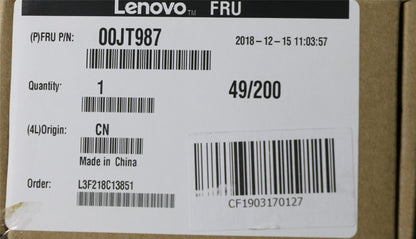 Lenovo™ FRU
(P)FRU P/N: 00JT987 2018-12-15 11:03:57
Quantity: 1 49/200
(4L)Origin: CN
Made in China
Order: L3F218C13851
CF1903170127